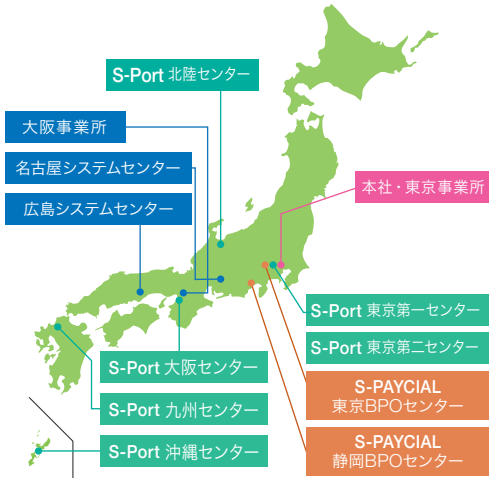 S-Port 北陸センター
大阪事業所
名古屋システムセンター
広島システムセンター
本社・東京事業所
S-Port 東京第一センター
S-Port 東京第二センター
S-Port 大阪センター
S-PAYCIAL
東京BPOセンター
S-Port 九州センター
S-PAYCIAL
静岡BPOセンター
S-Port 沖縄センター